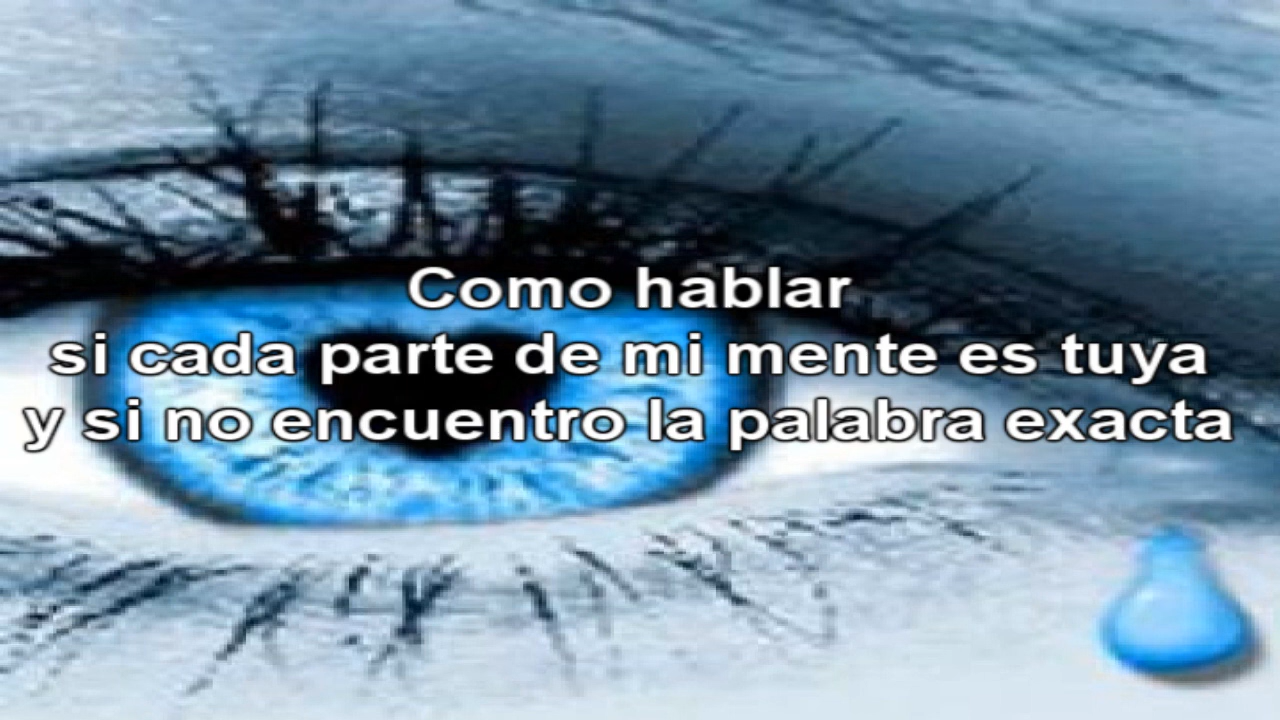 Como hablar
si cada parte de mi mente es tuya
y si no encuentro la palabra exacta